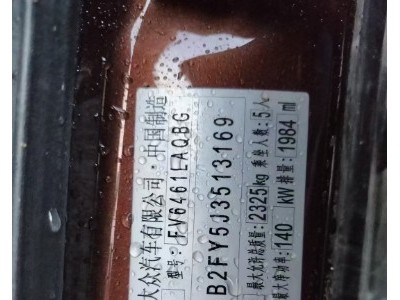 大众汽车有限公司·中国制造
型号:FV6461LAQBG
B2FY5J3513169
最大允许总质量:2325kg 乘坐人数:5人
最大净功率:140 kW 排量:1984 ml